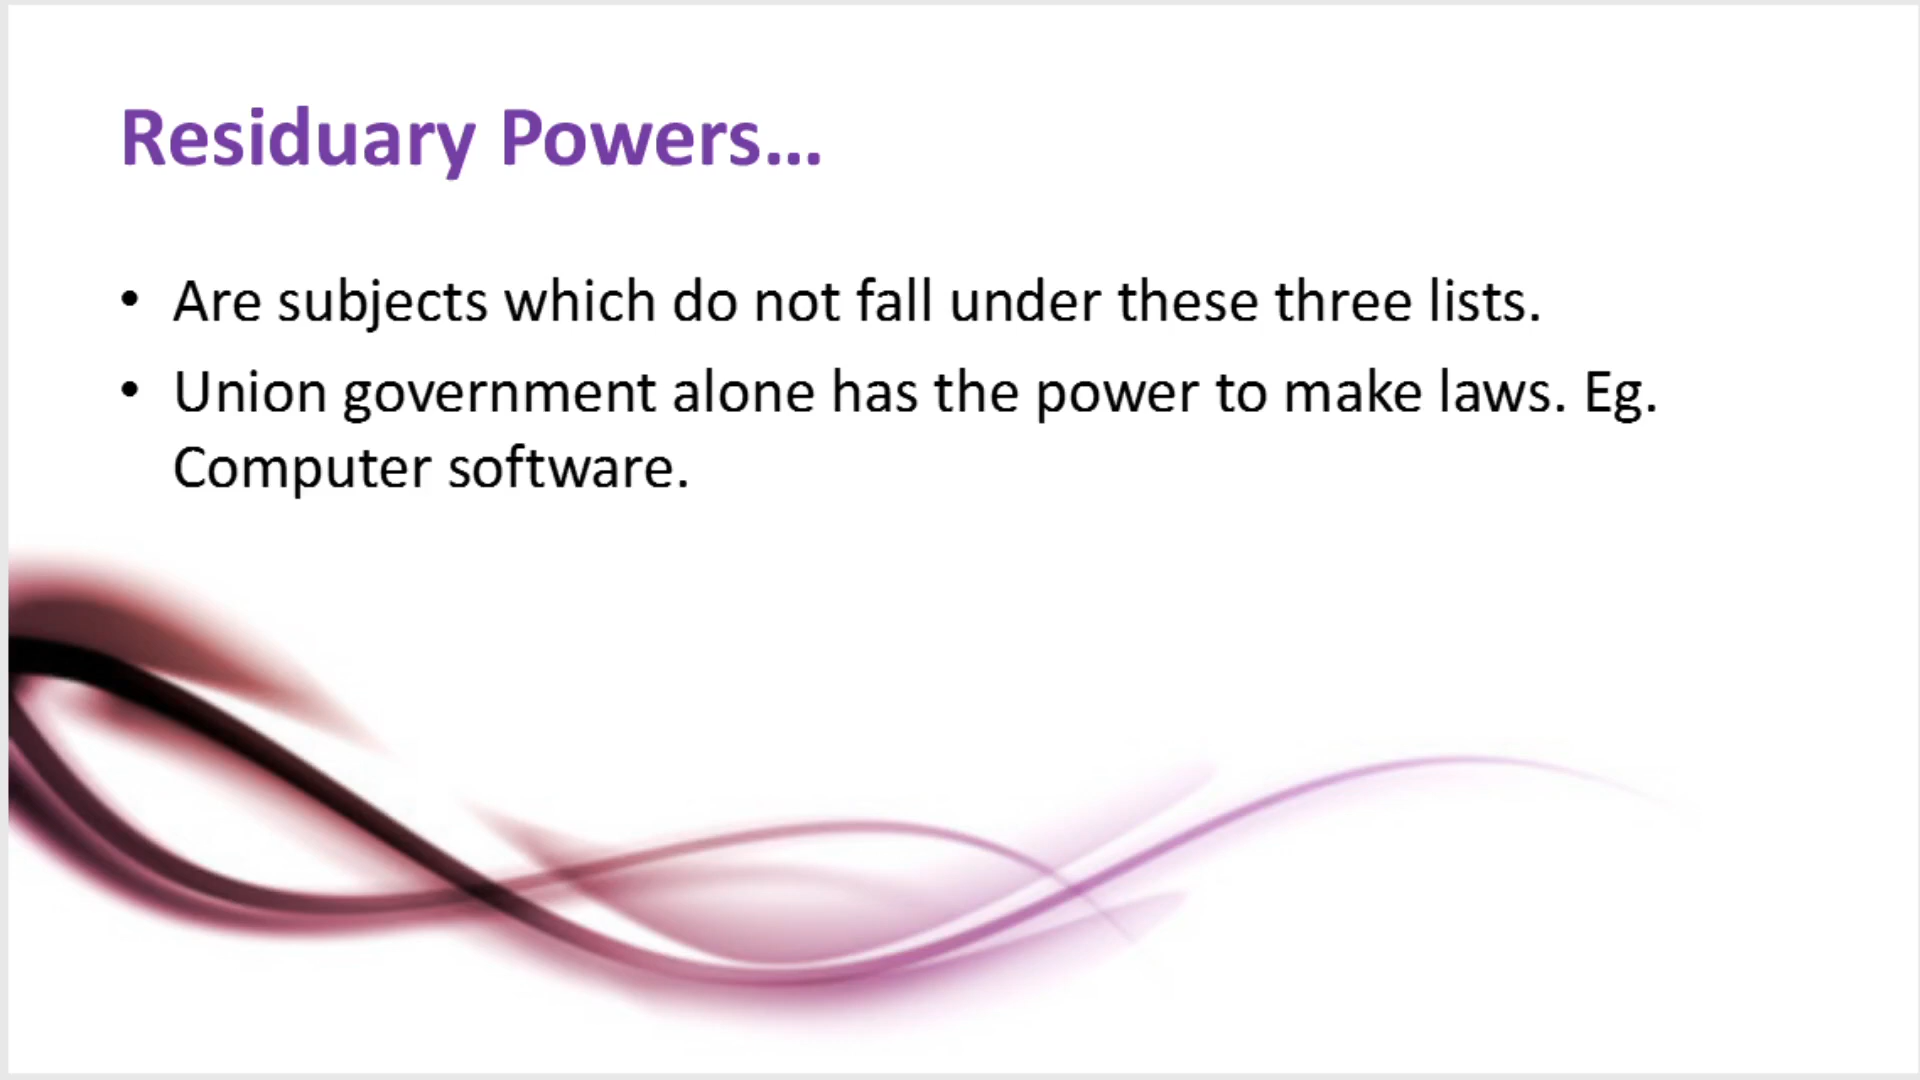 Residuary Powers...
• Are subjects which do not fall under these three lists.
• Union government alone has the power to make laws. Eg.
Computer software.